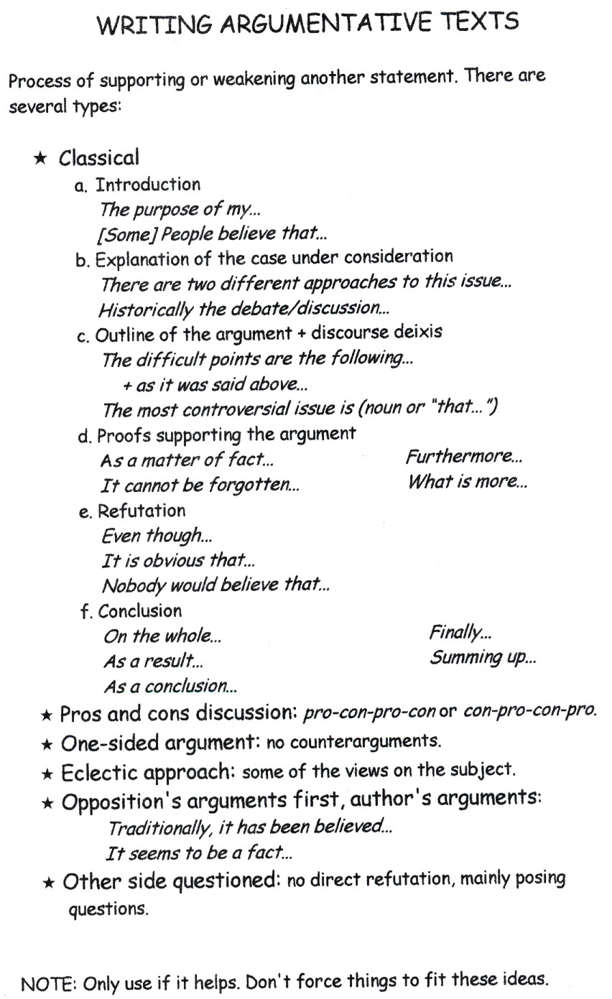 WRITING ARGUMENTATIVE TEXTS
Process of supporting or weakening another statement. There are
several types:
★ Classical
a. Introduction
The purpose of my...
[Some] People believe that...
b. Explanation of the case under consideration
There are two different approaches to this issue...
Historically the debate/discussion...
c. Outline of the argument + discourse deixis
The difficult points are the following...
+ as it was said above...
The most controversial issue is (noun or "that... ")
d. Proofs supporting the argument
As a matter of fact... Furthermore...
It cannot be forgotten... What is more...
e. Refutation
Even though...
It is obvious that...
Nobody would believe that...
f. Conclusion
On the whole... Finally...
As a result... Summing up...
As a conclusion...
★ Pros and cons discussion: pro-con-pro-con or con-pro-con-pro.
★ One-sided argument: no counterarguments.
★ Eclectic approach: some of the views on the subject.
★ Opposition's arguments first, author's arguments:
Traditionally, it has been believed...
It seems to be a fact...
★ Other side questioned: no direct refutation, mainly posing
questions.
NOTE: Only use if it helps. Don't force things to fit these ideas.